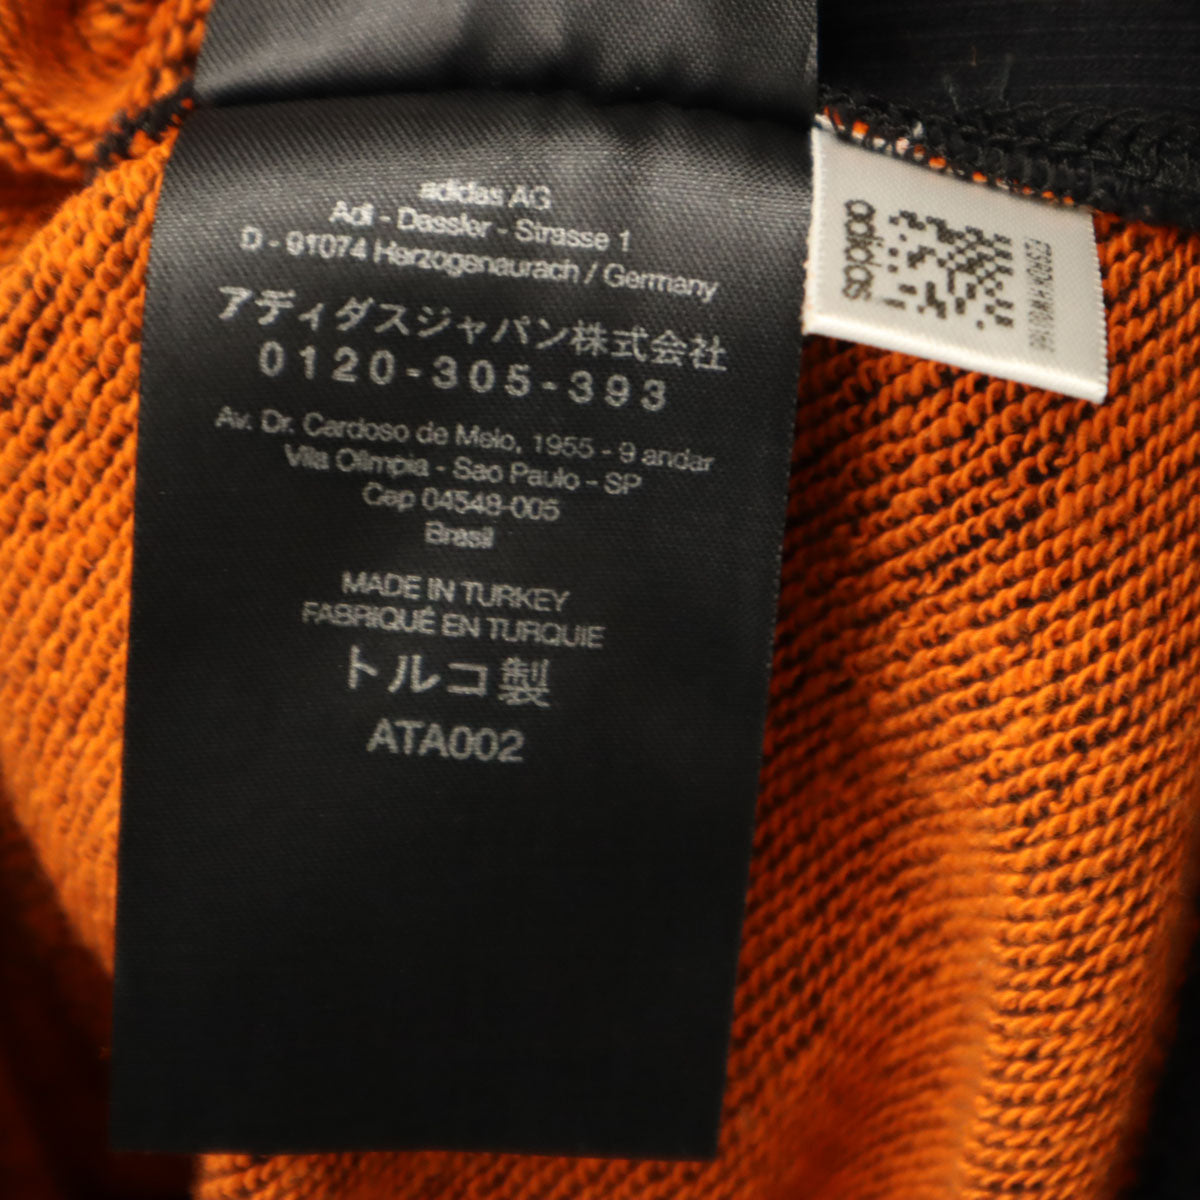 adidas AG
Adi - Dassler - Strasse 1
D - 91074 Herzogenaurach / Germany
アディダスジャパン株式会社
0120-305-393
Av. Dr. Cardoso de Melo, 1955 - 9 andar
Vila Olimpia - Sao Paulo - SP
Cep 04548-005
Brasil
MADE IN TURKEY
FABRIQUÉ EN TURQUIE
トルコ製
ATA002
adidas